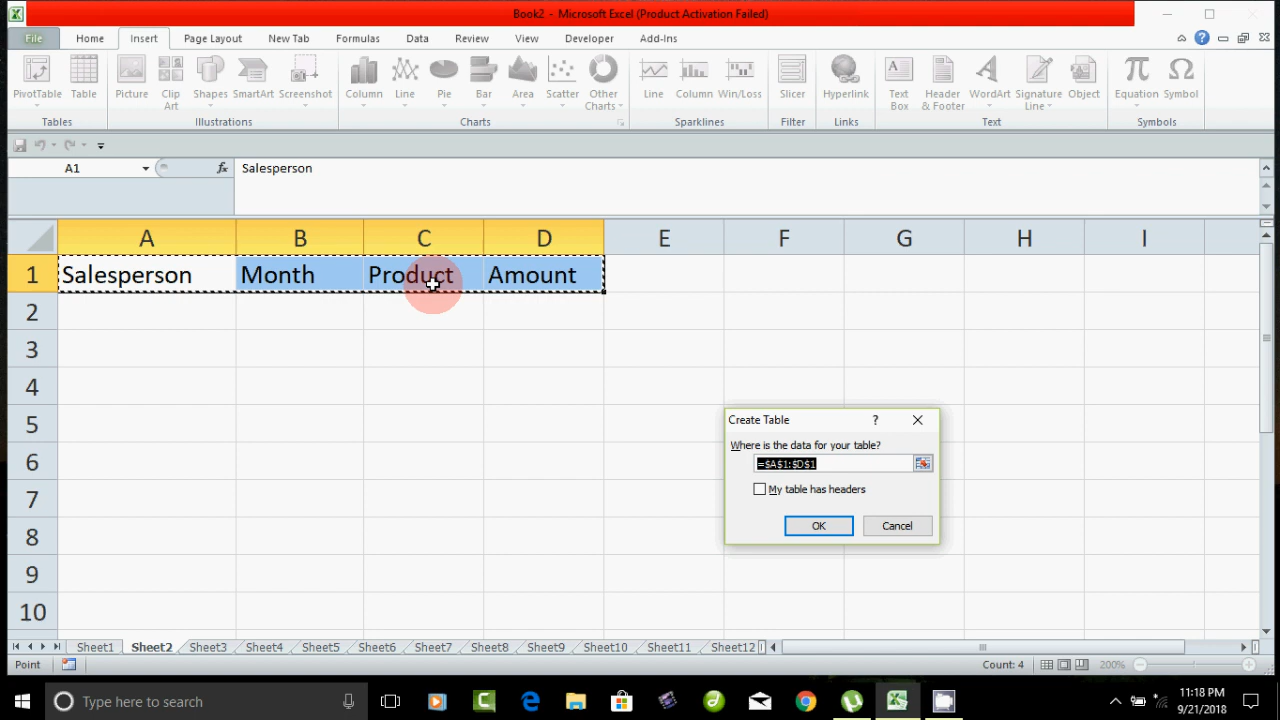 Book2 - Microsoft Excel (Product Activation Failed)
File Home Insert Page Layout New Tab Formulas Data Review View Developer Add-Ins
PivotTable Table Picture Clip Art Shapes SmartArt Screenshot Column Line Pie Bar Area Scatter Other Charts Line Column Win/Loss Slicer Hyperlink Text Box Header & Footer WordArt Signature Line Object Equation Symbol
Tables Illustrations Charts Sparklines Filter Links Text Symbols
A1 fx Salesperson
A B C D E F G H I
1 Salesperson Month Product Amount
2
3
4
5
6
7
8
9
10
Create Table ?
Where is the data for your table?
=$A$1:$D$1
My table has headers
OK Cancel
Sheet1 Sheet2 Sheet3 Sheet4 Sheet5 Sheet6 Sheet7 Sheet8 Sheet9 Sheet10 Sheet11 Sheet12
Point Count: 4 200%
Type here to search
11:18 PM
9/21/2018